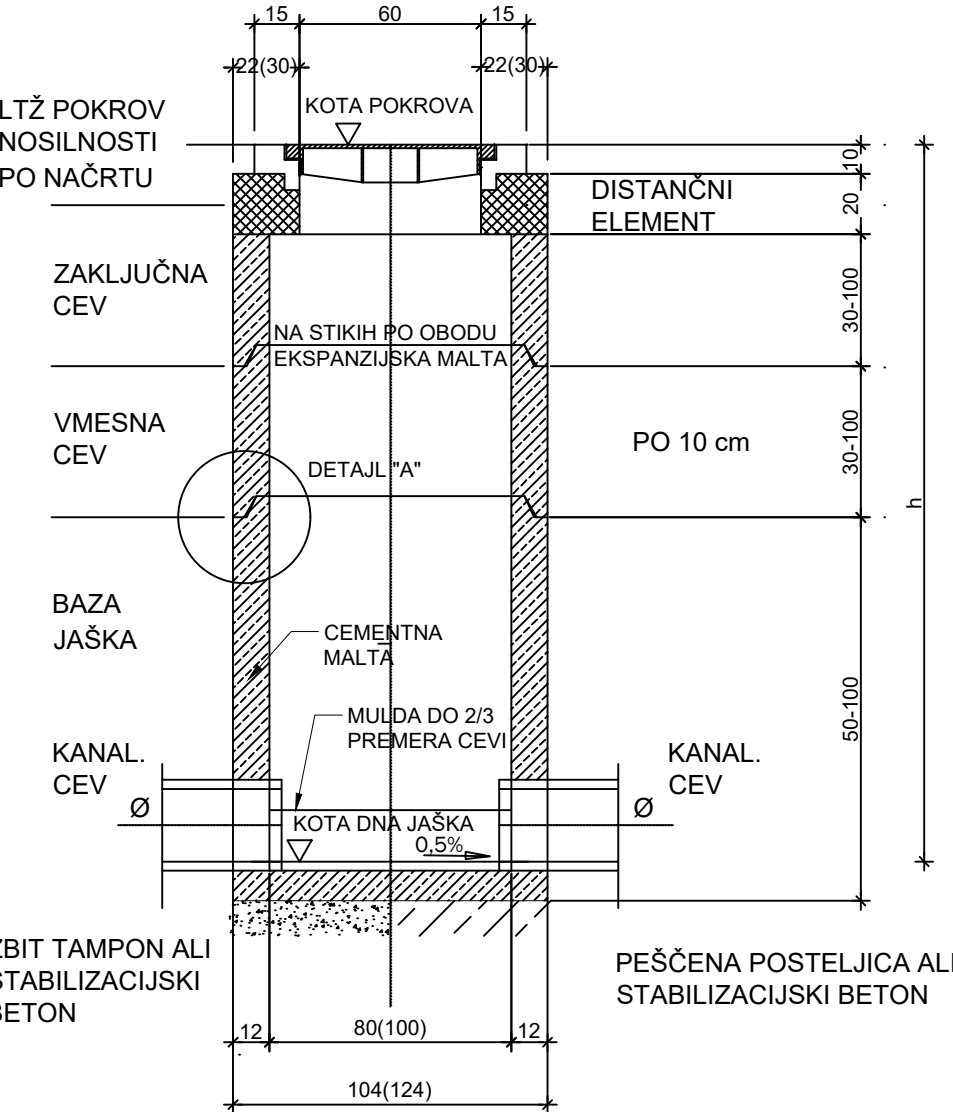 15
60
15
22(30)
22(30)
LTŽ POKROV
NOSILNOSTI
PO NAČRTU
KOTA POKROVA
10
DISTANČNI
ELEMENT
20
ZAKLJUČNA
CEV
30-100
NA STIKIH PO OBODU
EKSPANZIJSKA MALTA
VMESNA
CEV
PO 10 cm
30-100
DETAJL "A"
h
BAZA
JAŠKA
CEMENTNA
MALTA
50-100
MULDA DO 2/3
PREMERA CEVI
KANAL.
CEV
KANAL.
CEV
Ø
Ø
KOTA DNA JAŠKA
0,5%
ZBIT TAMPON ALI
STABILIZACIJSKI
BETON
PEŠČENA POSTELJICA ALI
STABILIZACIJSKI BETON
12
80(100)
12
104(124)